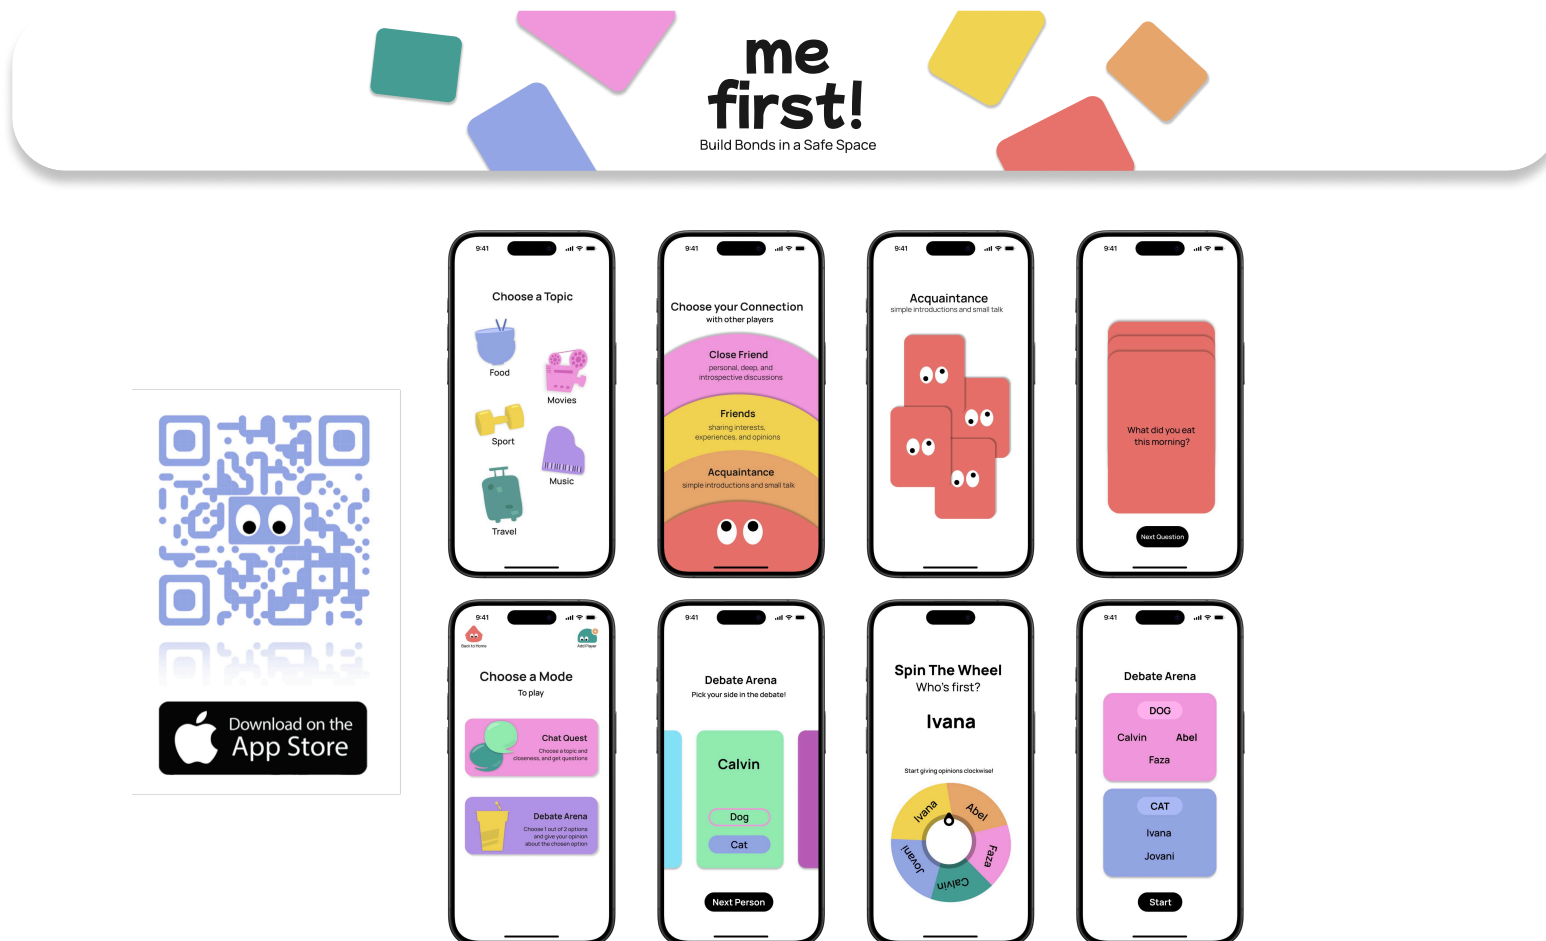 me
first!
Build Bonds in a Safe Space
9:41
Choose a Topic
Food
Movies
Sport
Music
Travel
9:41
Choose your Connection
with other players
Close Friend
personal, deep, and
introspective discussions
Friends
sharing interests,
experiences, and opinions
Acquaintance
simple introductions and small talk
9:41
Acquaintance
simple introductions and small talk
9:41
What did you eat
this morning?
Next Question
Download on the
App Store
9:41
Back to Home
Add Player
Choose a Mode
To play
Chat Quest
Choose a topic and
closeness, and get questions
Debate Arena
Choose 1 out of 2 options
and give your opinion
about the chosen option
9:41
Debate Arena
Pick your side in the debate!
Calvin
Dog
Cat
Next Person
9:41
Spin The Wheel
Who's first?
Ivana
Start giving opinions clockwise!
Ivana
Abel
Faza
Calvin
Jovani
9:41
Debate Arena
DOG
Calvin
Abel
Faza
CAT
Ivana
Jovani
Start